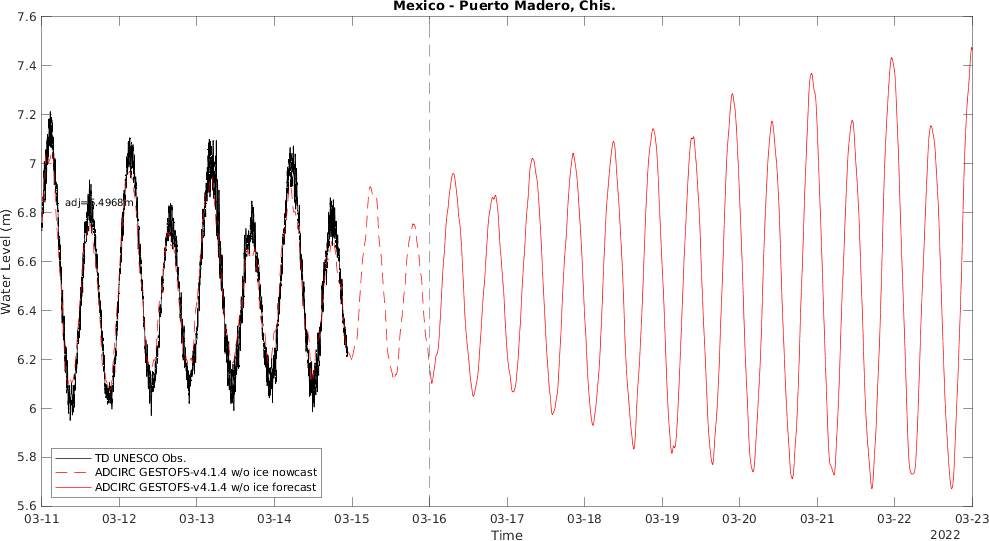 Mexico - Puerto Madero, Chis.
7.6
7.4
7.2
7
6.8
6.6
6.4
6.2
6
5.8
5.6
Water Level (m)
adj=5.4968m
TD UNESCO Obs.
ADCIRC GESTOFS-v4.1.4 w/o ice nowcast
ADCIRC GESTOFS-v4.1.4 w/o ice forecast
03-11 03-12 03-13 03-14 03-15 03-16 03-17 03-18 03-19 03-20 03-21 03-22 03-23
Time
2022